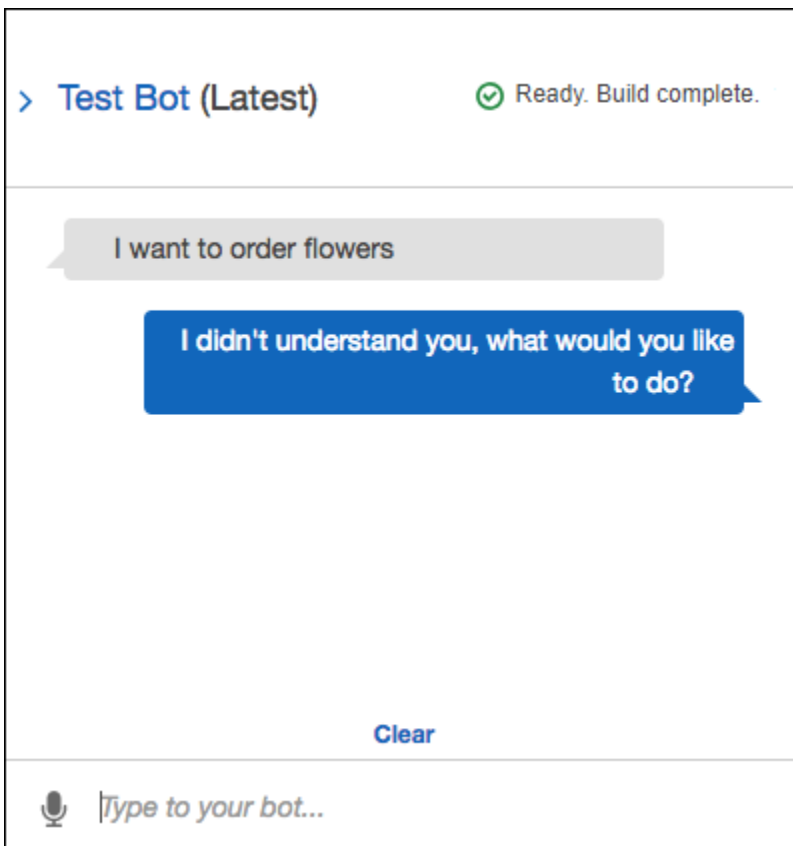 > Test Bot (Latest) Ready. Build complete.
I want to order flowers
I didn't understand you, what would you like
to do?
Clear
Type to your bot...